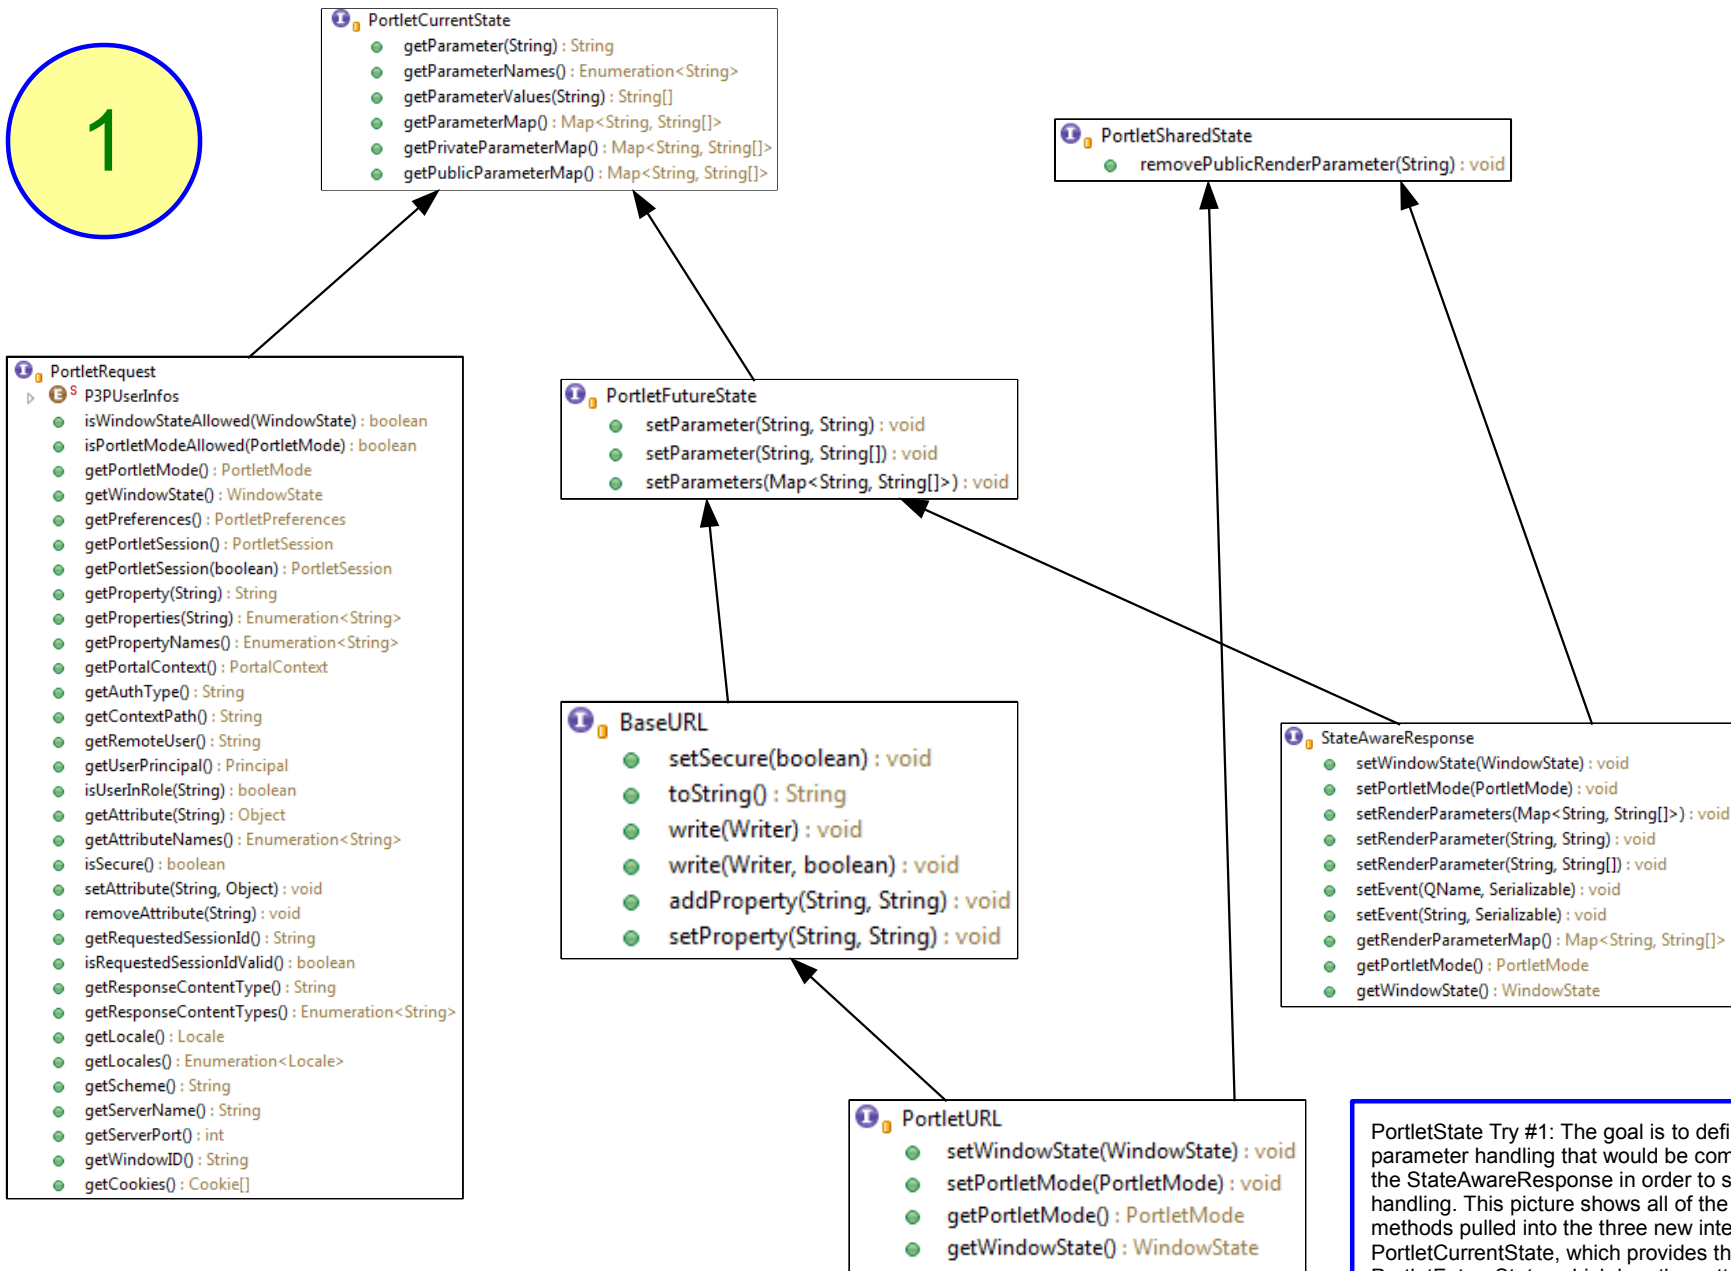 1
PortletCurrentState
getParameter(String) : String
getParameterNames() : Enumeration<String>
getParameterValues(String) : String[]
getParameterMap() : Map<String, String[]>
getPrivateParameterMap() : Map<String, String[]>
getPublicParameterMap() : Map<String, String[]>
PortletSharedState
removePublicRenderParameter(String) : void
PortletRequest
P3PUserInfos
isWindowStateAllowed(WindowState) : boolean
isPortletModeAllowed(PortletMode) : boolean
getPortletMode() : PortletMode
getWindowState() : WindowState
getPreferences() : PortletPreferences
getPortletSession() : PortletSession
getPortletSession(boolean) : PortletSession
getProperty(String) : String
getProperties(String) : Enumeration<String>
getPropertyNames() : Enumeration<String>
getPortalContext() : PortalContext
getAuthType() : String
getContextPath() : String
getRemoteUser() : String
getUserPrincipal() : Principal
isUserInRole(String) : boolean
getAttribute(String) : Object
getAttributeNames() : Enumeration<String>
isSecure() : boolean
setAttribute(String, Object) : void
removeAttribute(String) : void
getRequestedSessionId() : String
isRequestedSessionIdValid() : boolean
getResponseContentType() : String
getResponseContentTypes() : Enumeration<String>
getLocale() : Locale
getLocales() : Enumeration<Locale>
getScheme() : String
getServerName() : String
getServerPort() : int
getWindowID() : String
getCookies() : Cookie[]
PortletFutureState
setParameter(String, String) : void
setParameter(String, String[]) : void
setParameters(Map<String, String[]>) : void
BaseURL
setSecure(boolean) : void
toString() : String
write(Writer) : void
write(Writer, boolean) : void
addProperty(String, String) : void
setProperty(String, String) : void
StateAwareResponse
setWindowState(WindowState) : void
setPortletMode(PortletMode) : void
setRenderParameters(Map<String, String[]>) : void
setRenderParameter(String, String) : void
setRenderParameter(String, String[]) : void
setEvent(QName, Serializable) : void
setEvent(String, Serializable) : void
getRenderParameterMap() : Map<String, String[]>
getPortletMode() : PortletMode
getWindowState() : WindowState
PortletURL
setWindowState(WindowState) : void
setPortletMode(PortletMode) : void
getPortletMode() : PortletMode
getWindowState() : WindowState
PortletState Try #1: The goal is to defi
parameter handling that would be com
the StateAwareResponse in order to s
handling. This picture shows all of the
methods pulled into the three new inte
PortletCurrentState, which provides th